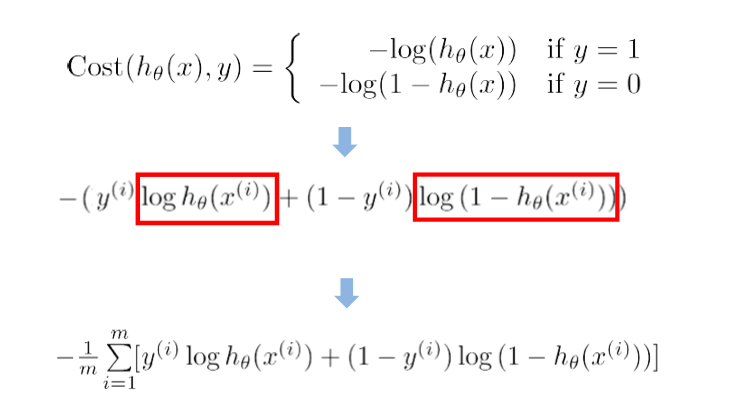 Cost(hθ(x), y) = { −log(hθ(x)) if y = 1
−log(1 − hθ(x)) if y = 0
−( y⁽ⁱ⁾ log hθ(x⁽ⁱ⁾) + (1 − y⁽ⁱ⁾) log (1 − hθ(x⁽ⁱ⁾)))
−1/m ∑_{i=1}^{m} [y⁽ⁱ⁾ log hθ(x⁽ⁱ⁾) + (1 − y⁽ⁱ⁾) log (1 − hθ(x⁽ⁱ⁾))]